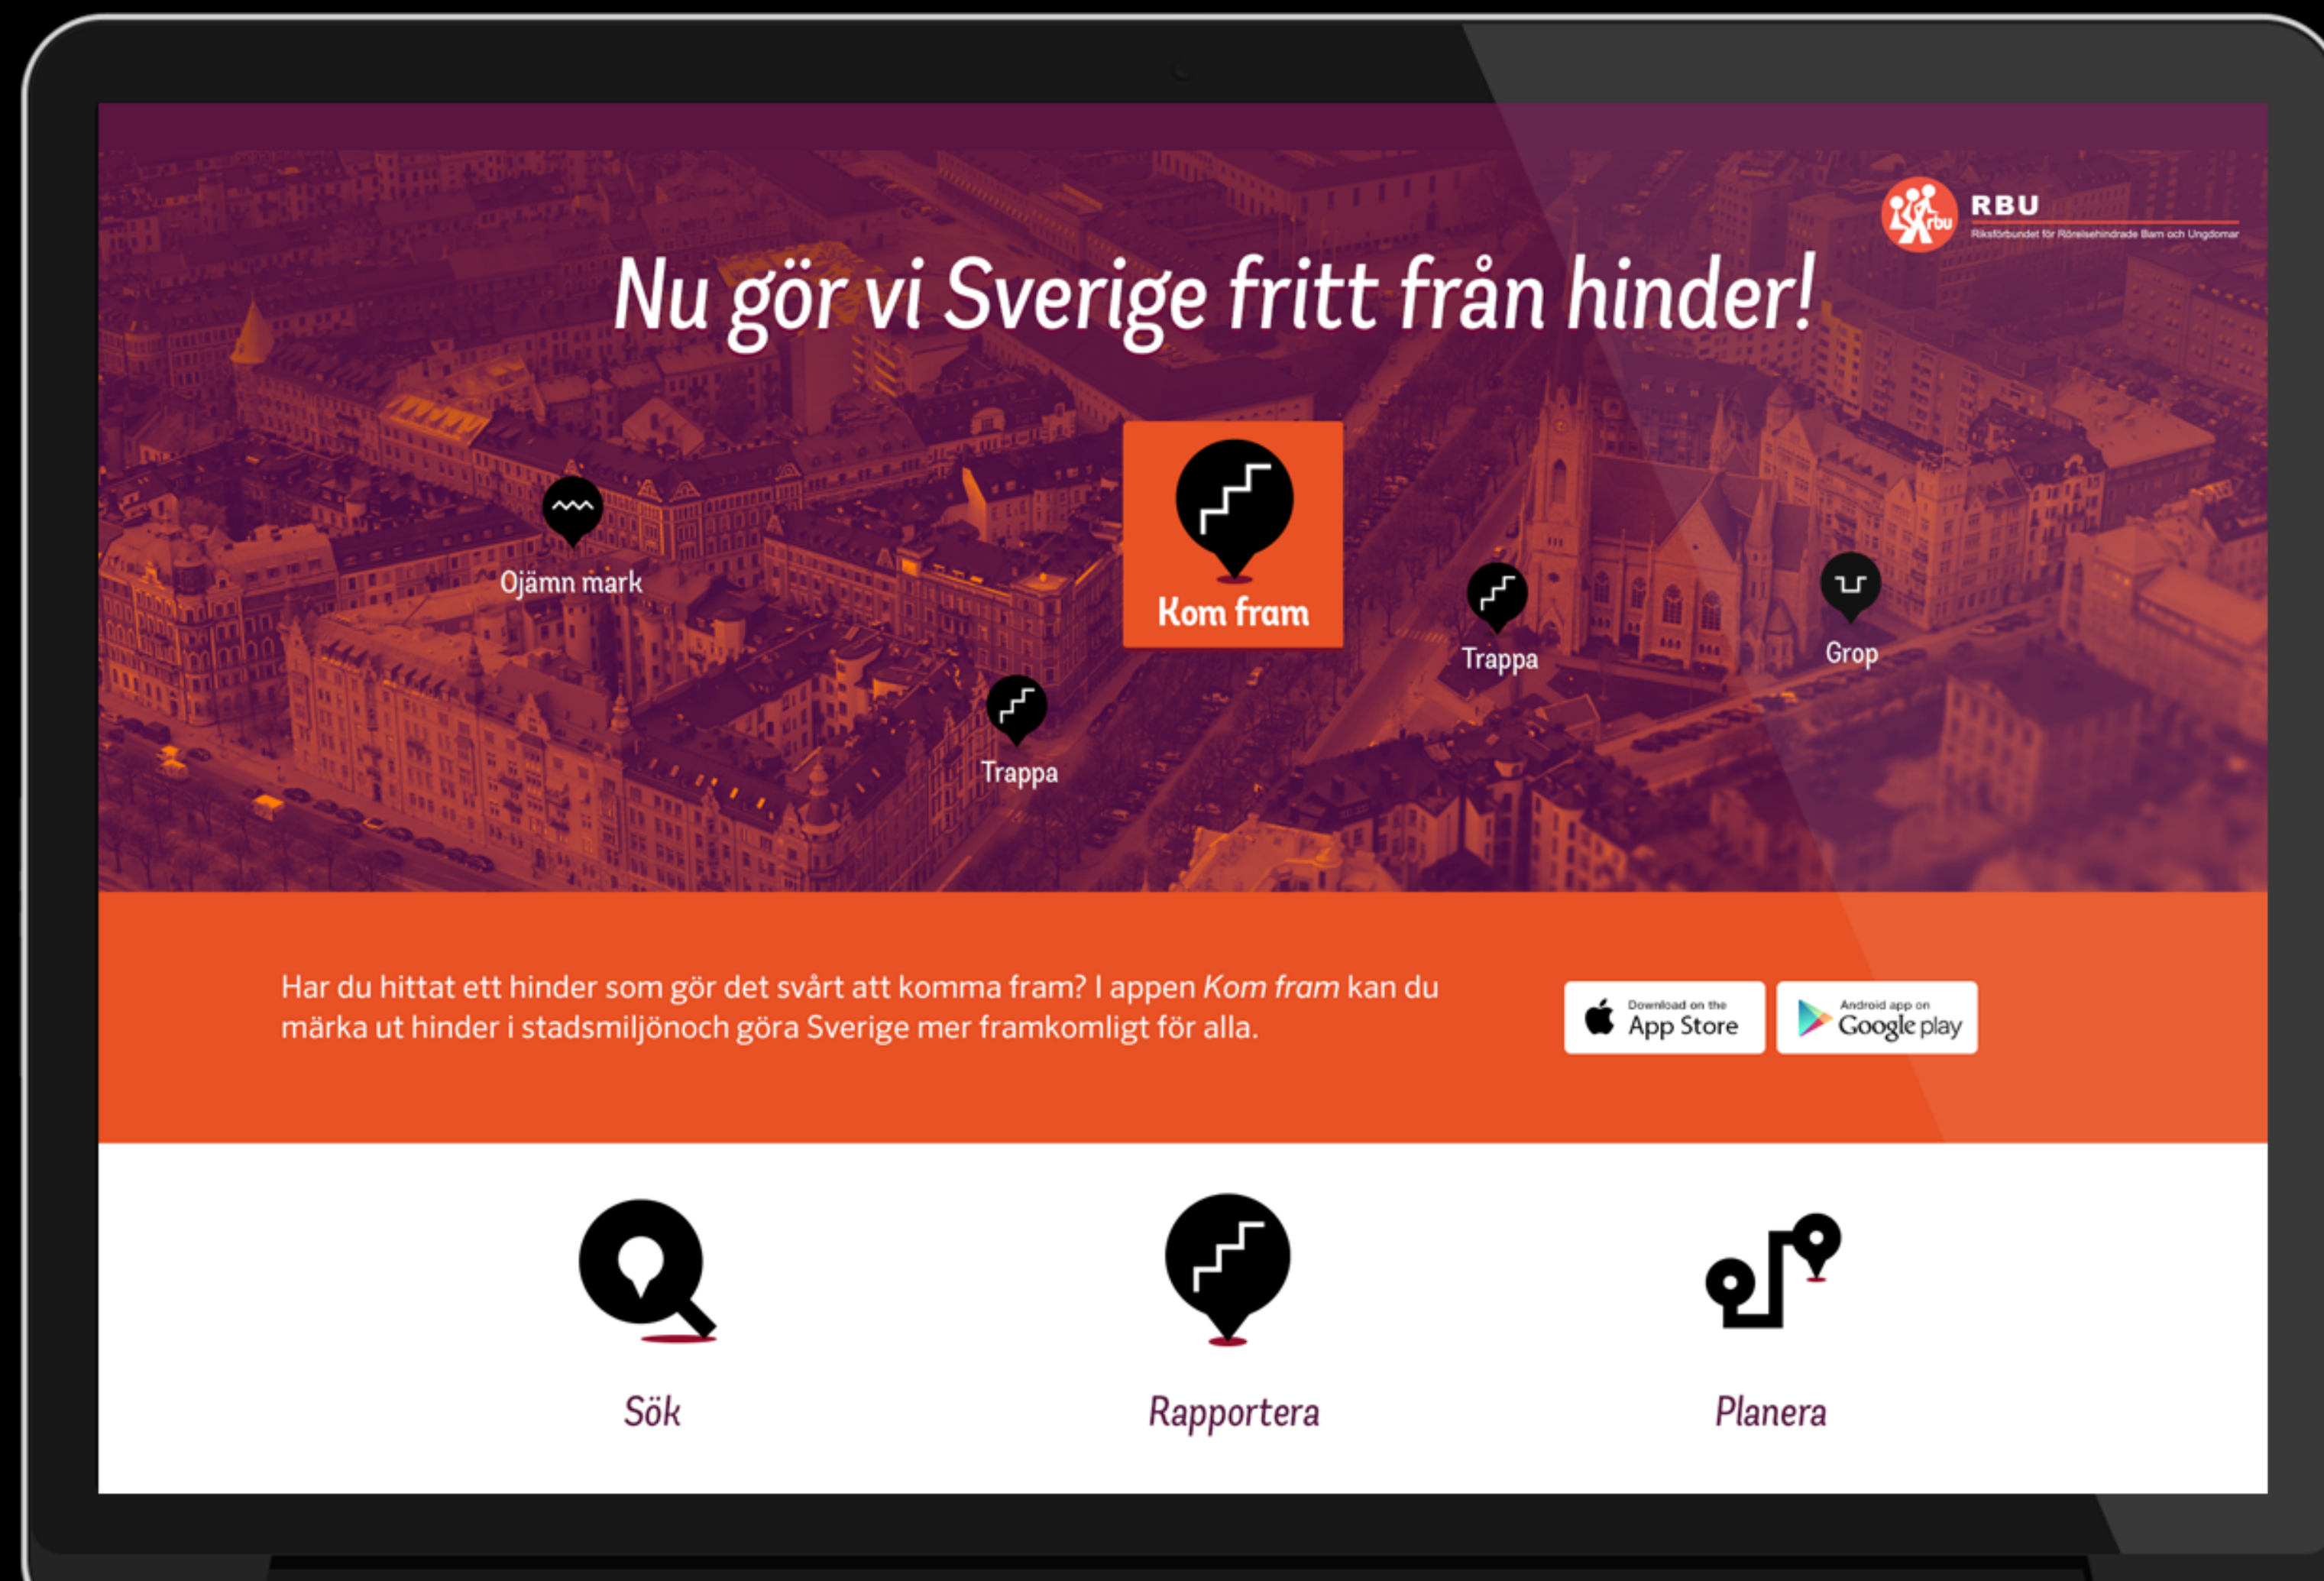 RBU
rbu
Riksförbundet för Rörelsehindrade Barn och Ungdomar
Nu gör vi Sverige fritt från hinder!
Ojämn mark
Kom fram
Trappa
Grop
Trappa
Har du hittat ett hinder som gör det svårt att komma fram? I appen Kom fram kan du
märka ut hinder i stadsmiljönoch göra Sverige mer framkomligt för alla.
Download on the
App Store
Android app on
Google play
Sök
Rapportera
Planera